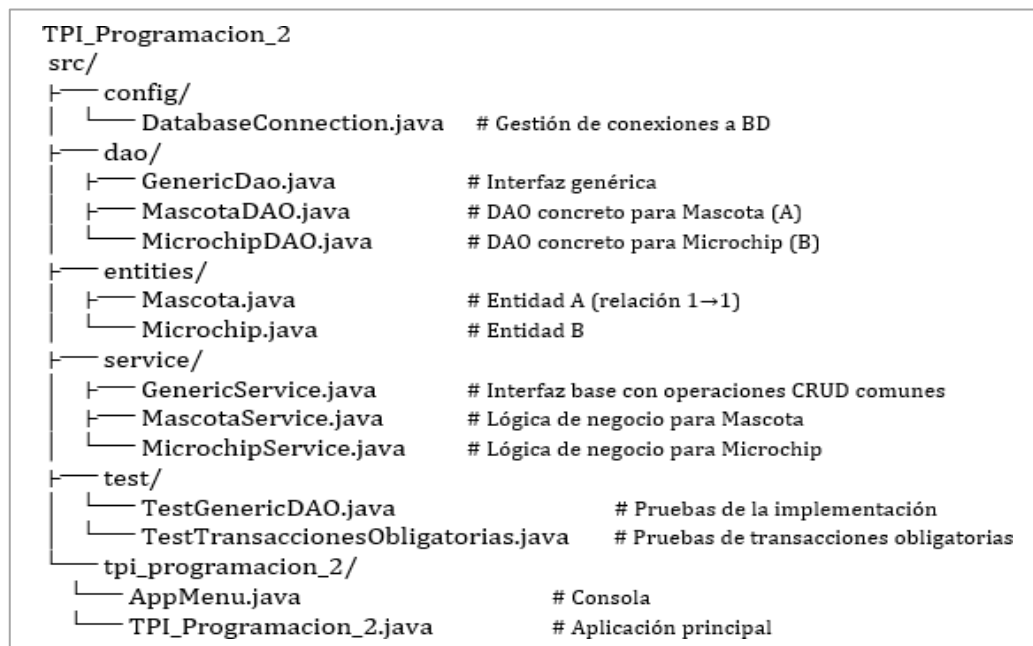 TPI_Programacion_2
src/
├── config/
│ └── DatabaseConnection.java # Gestión de conexiones a BD
├── dao/
│ ├── GenericDao.java # Interfaz genérica
│ ├── MascotaDAO.java # DAO concreto para Mascota (A)
│ └── MicrochipDAO.java # DAO concreto para Microchip (B)
├── entities/
│ ├── Mascota.java # Entidad A (relación 1→1)
│ └── Microchip.java # Entidad B
├── service/
│ ├── GenericService.java # Interfaz base con operaciones CRUD comunes
│ ├── MascotaService.java # Lógica de negocio para Mascota
│ └── MicrochipService.java # Lógica de negocio para Microchip
├── test/
│ └── TestGenericDAO.java # Pruebas de la implementación
│ └── TestTransaccionesObligatorias.java # Pruebas de transacciones obligatorias
└── tpi_programacion_2/
└── AppMenu.java # Consola
└── TPI_Programacion_2.java # Aplicación principal